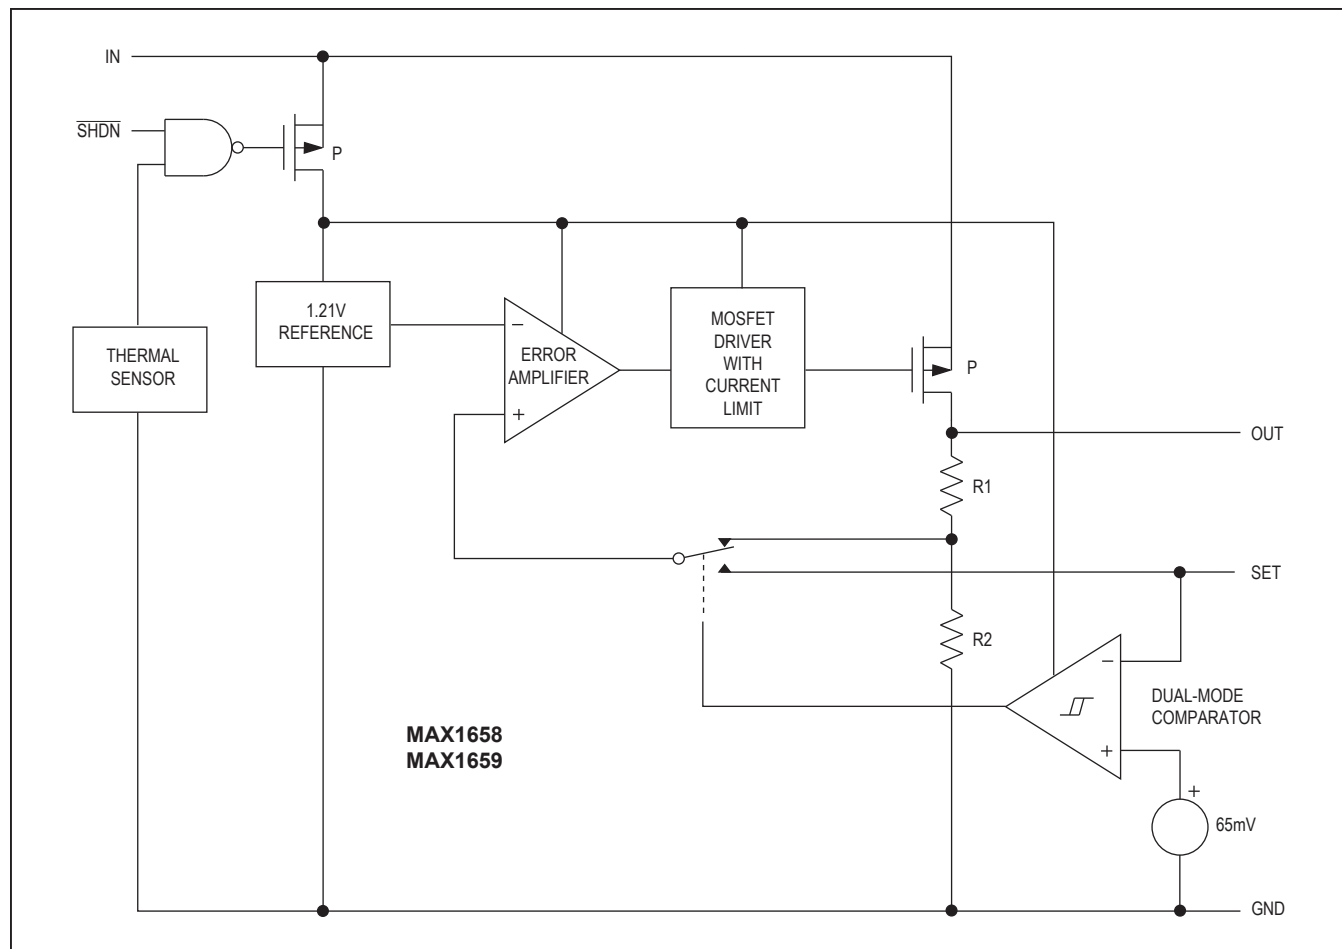 IN
SHDN
P
1.21V
REFERENCE
THERMAL
SENSOR
−
ERROR
AMPLIFIER
+
MOSFET
DRIVER
WITH
CURRENT
LIMIT
P
OUT
R1
SET
R2
−
DUAL-MODE
COMPARATOR
+
MAX1658
MAX1659
+
65mV
GND